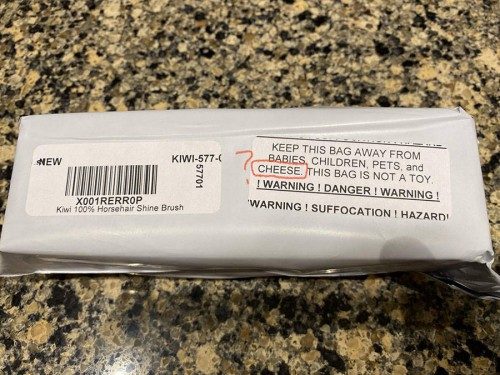 NEW
KIWI-577-0
57701
X001RERR0P
Kiwi 100% Horsehair Shine Brush
?
KEEP THIS BAG AWAY FROM
BABIES, CHILDREN, PETS, and
CHEESE. THIS BAG IS NOT A TOY.
! WARNING ! DANGER ! WARNING !
WARNING ! SUFFOCATION ! HAZARD!